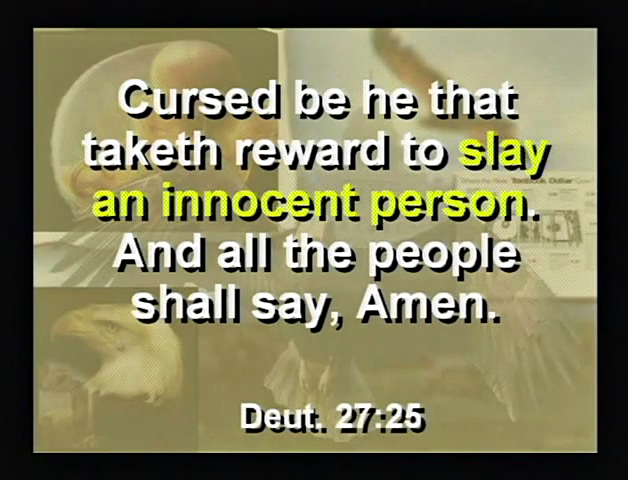 Cursed be he that
taketh reward to slay
an innocent person.
And all the people
shall say, Amen.
Deut. 27:25